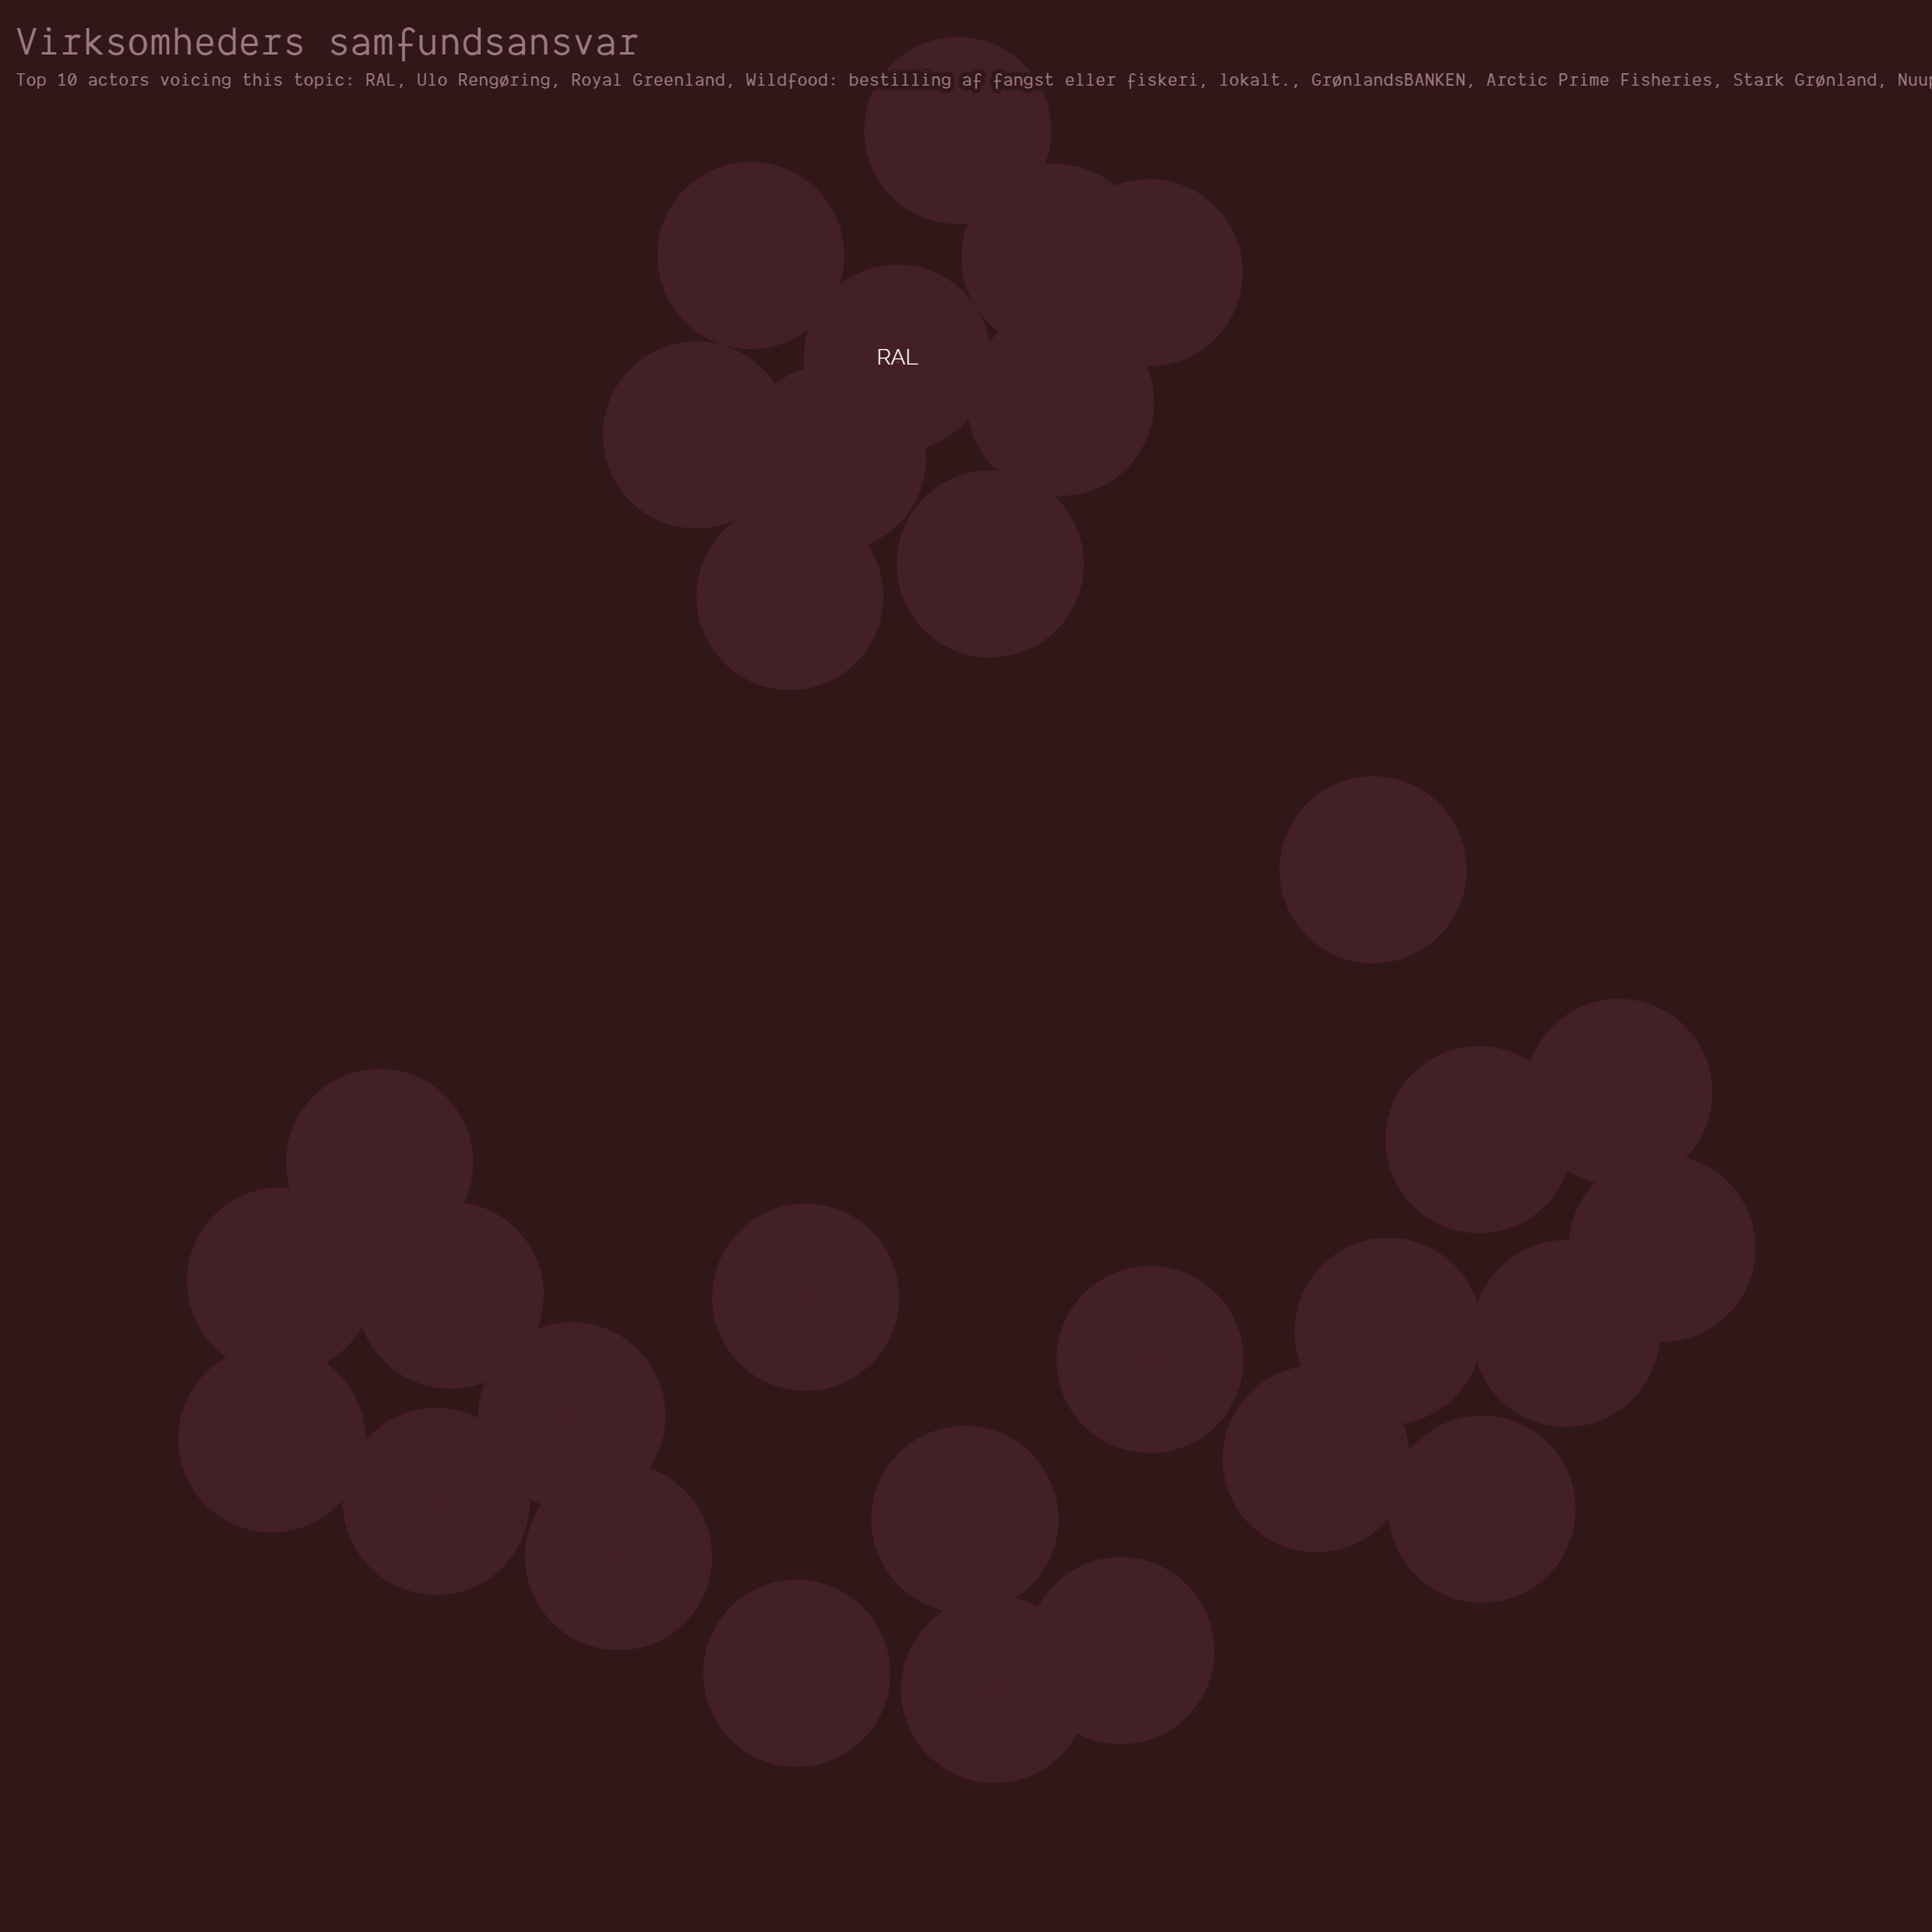 Virksomheders samfundsansvar
Top 10 actors voicing this topic: RAL, Ulo Rengøring, Royal Greenland, Wildfood: bestilling af fangst eller fiskeri, lokalt., GrønlandsBANKEN, Arctic Prime Fisheries, Stark Grønland,
RAL